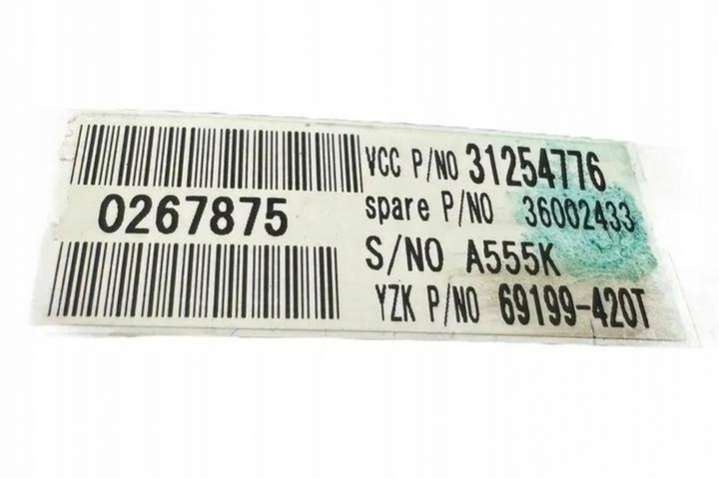 0267875
VCC P/NO 31254776
spare P/NO 36002433
S/NO A555K
YZK P/NO 69199-420T